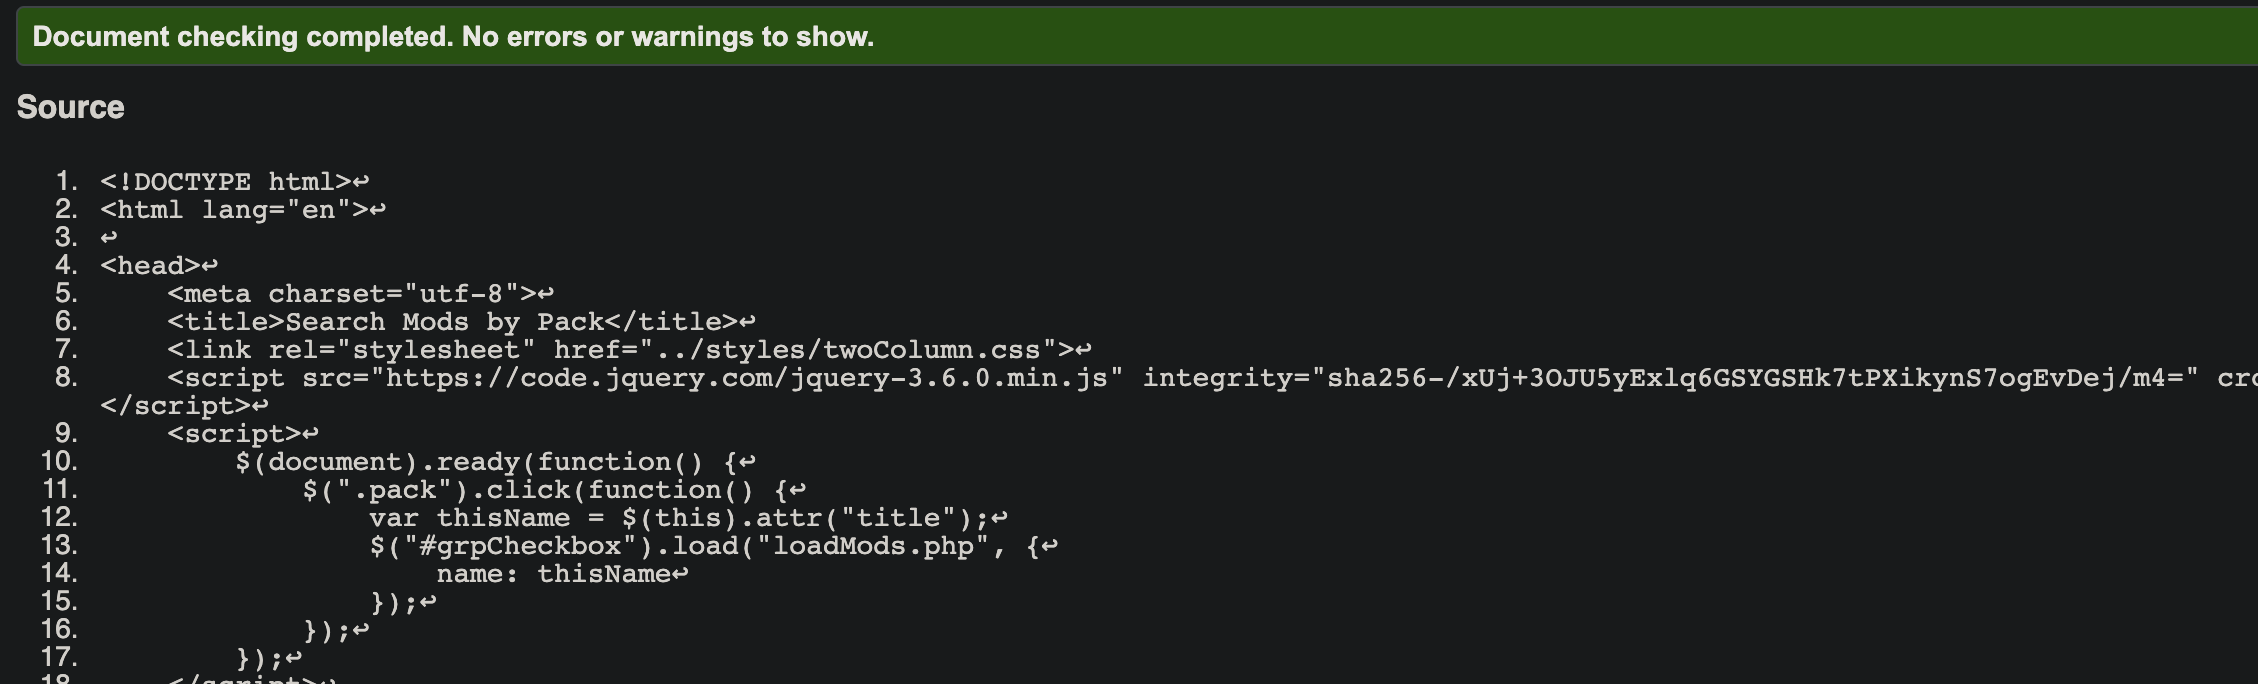 Document checking completed. No errors or warnings to show.
Source
1. <!DOCTYPE html>↩
2. <html lang="en">↩
3. ↩
4. <head>↩
5.     <meta charset="utf-8">↩
6.     <title>Search Mods by Pack</title>↩
7.     <link rel="stylesheet" href="../styles/twoColumn.css">↩
8.     <script src="https://code.jquery.com/jquery-3.6.0.min.js" integrity="sha256-/xUj+3OJU5yExlq6GSYGSHk7tPXikynS7ogEvDej/m4="
</script>↩
9.     <script>↩
10.         $(document).ready(function() {↩
11.             $(".pack").click(function() {↩
12.                 var thisName = $(this).attr("title");↩
13.                 $("#grpCheckbox").load("loadMods.php", {↩
14.                     name: thisName↩
15.                 });↩
16.             });↩
17.         });↩
18.     </script>↩